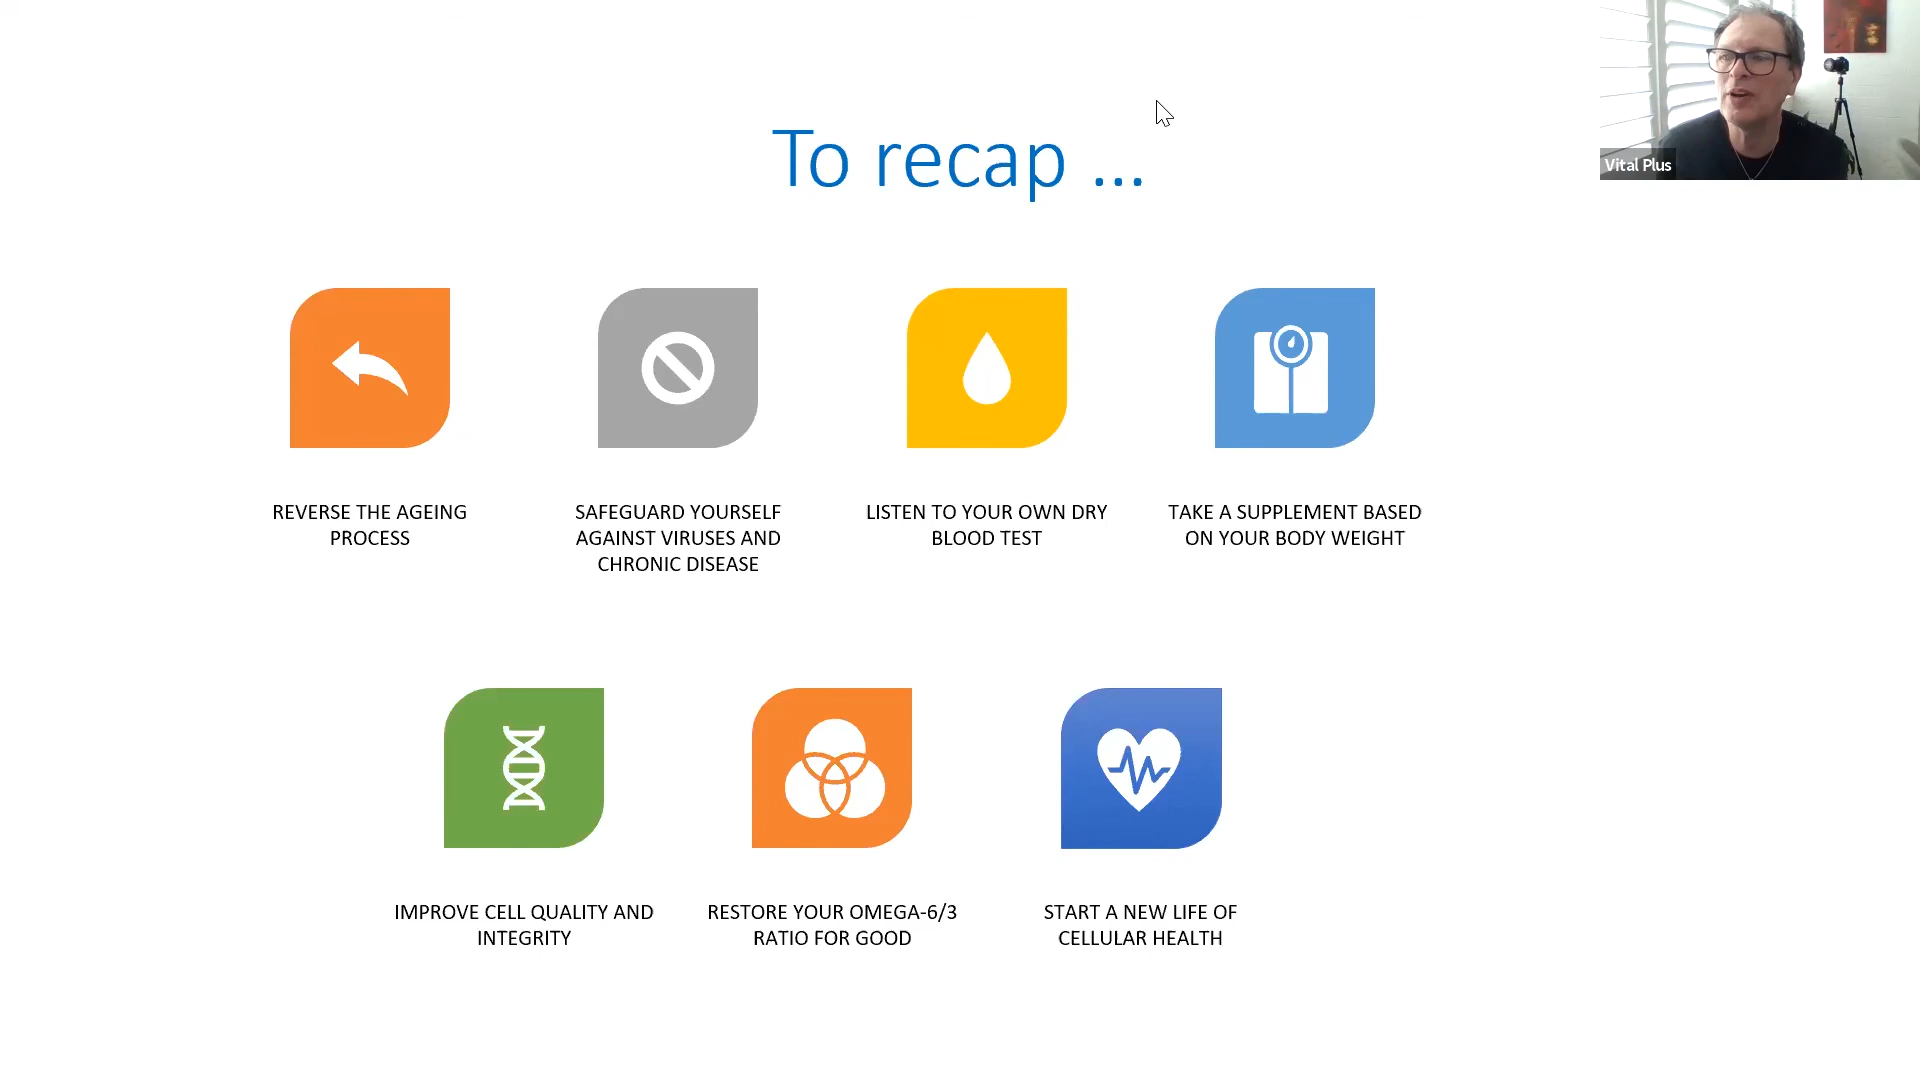 Vital Plus
To recap ...
REVERSE THE AGEING
PROCESS
SAFEGUARD YOURSELF
AGAINST VIRUSES AND
CHRONIC DISEASE
LISTEN TO YOUR OWN DRY
BLOOD TEST
TAKE A SUPPLEMENT BASED
ON YOUR BODY WEIGHT
IMPROVE CELL QUALITY AND
INTEGRITY
RESTORE YOUR OMEGA-6/3
RATIO FOR GOOD
START A NEW LIFE OF
CELLULAR HEALTH